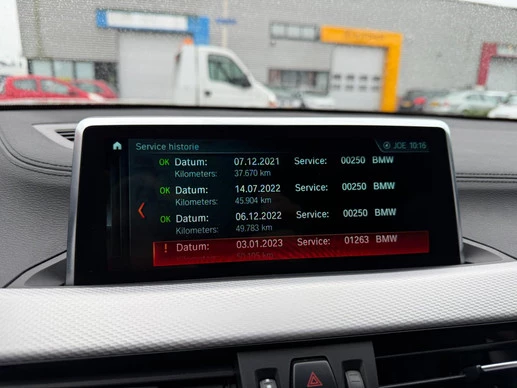 Service historie
JOE 10:16
OK Datum: 07.12.2021 Service: 00250 BMW
Kilometers: 37.670 km
OK Datum: 14.07.2022 Service: 00250 BMW
Kilometers: 45.904 km
OK Datum: 06.12.2022 Service: 00250 BMW
Kilometers: 49.783 km
! Datum: 03.01.2023 Service: 01263 BMW